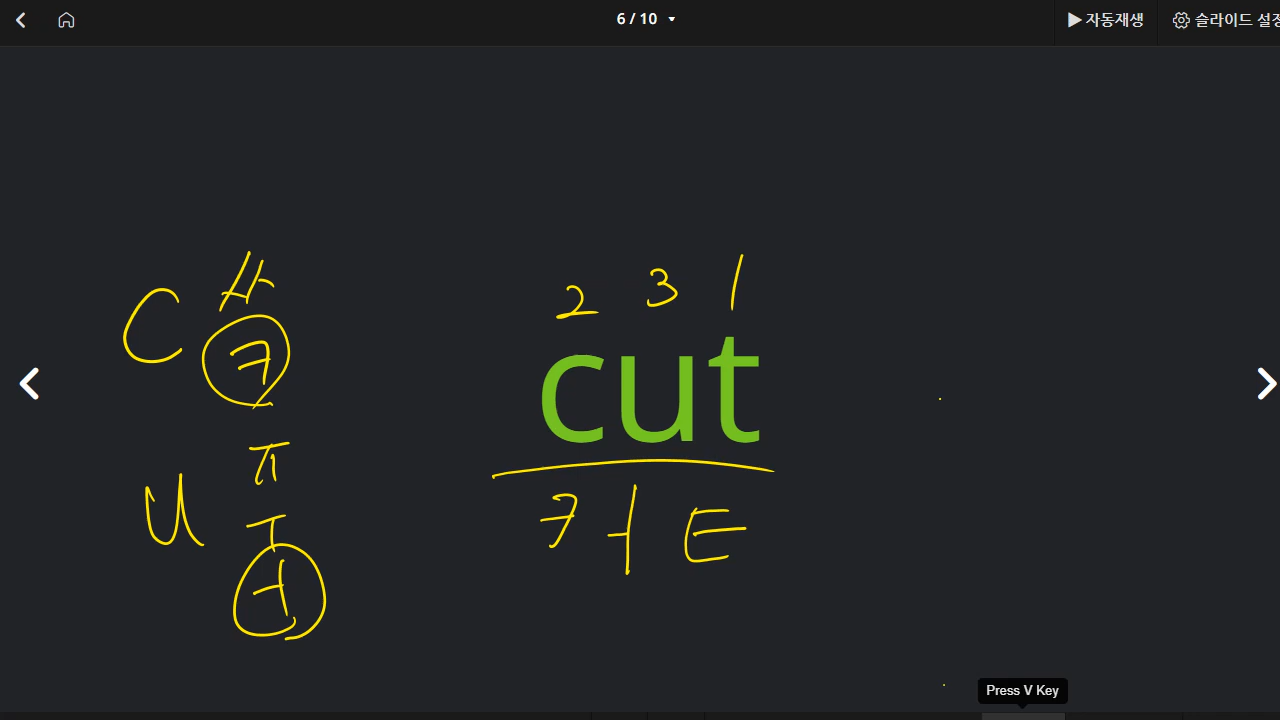 6 / 10
▶ 자동재생
슬라이드 설정
2 3 1
cut
ㅋ ㅓ ㅌ
C ㅅ
ㅋ
U ㅠ
ㅜ
ㅓ
Press V Key